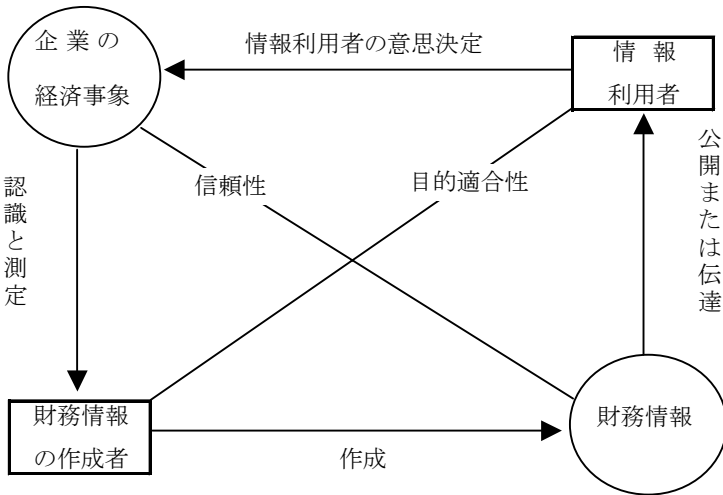 企業の
経済事象
情報利用者の意思決定
情報
利用者
認識と測定
信頼性
目的適合性
公開または伝達
財務情報
の作成者
作成
財務情報